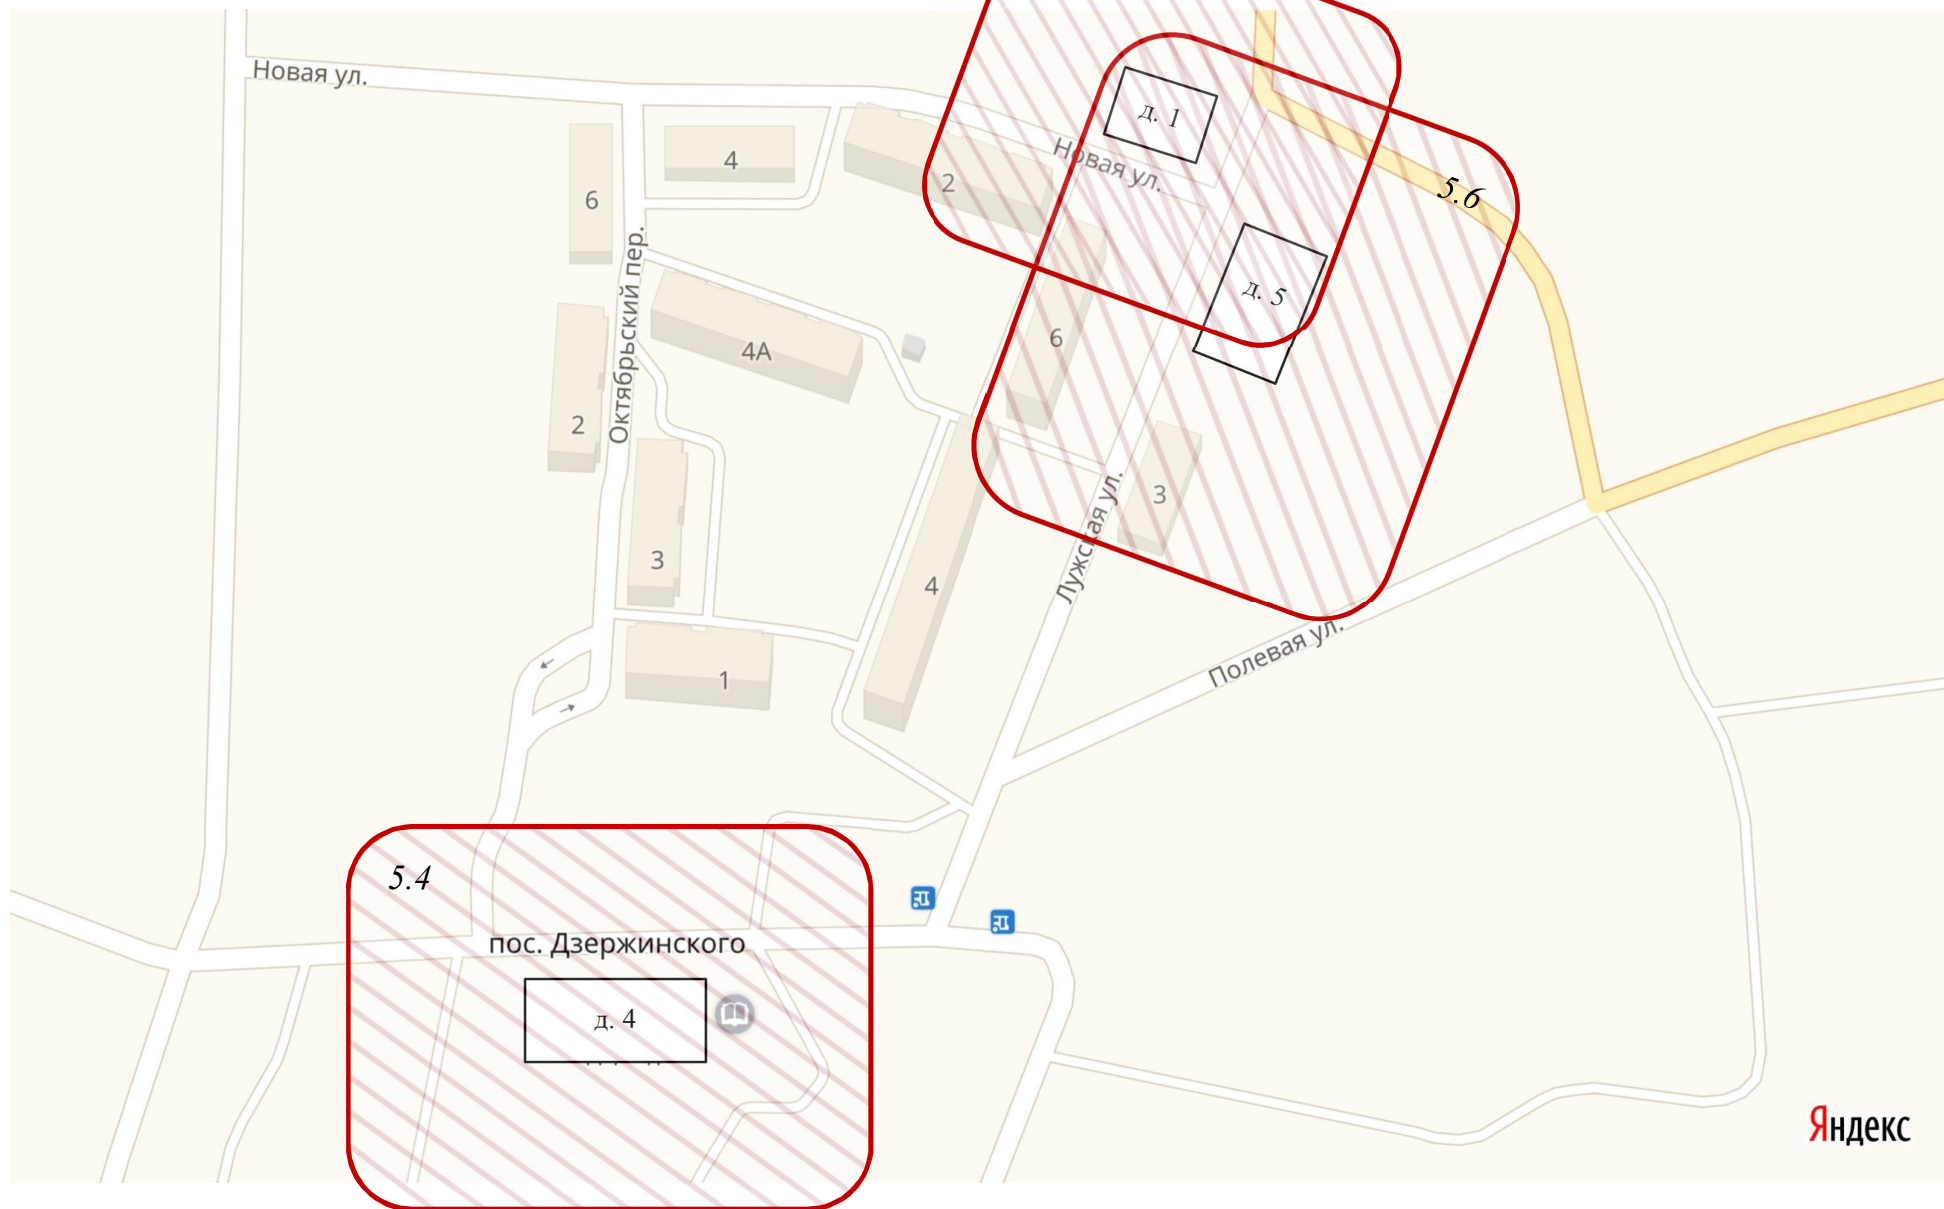 Новая ул.
д. 1
4
Новая ул.
6
2
5.6
д. 5
Октябрьский пер.
6
4А
2
3
Лужская ул.
3
4
Полевая ул.
1
5.4
пос. Дзержинского
д. 4
Яндекс